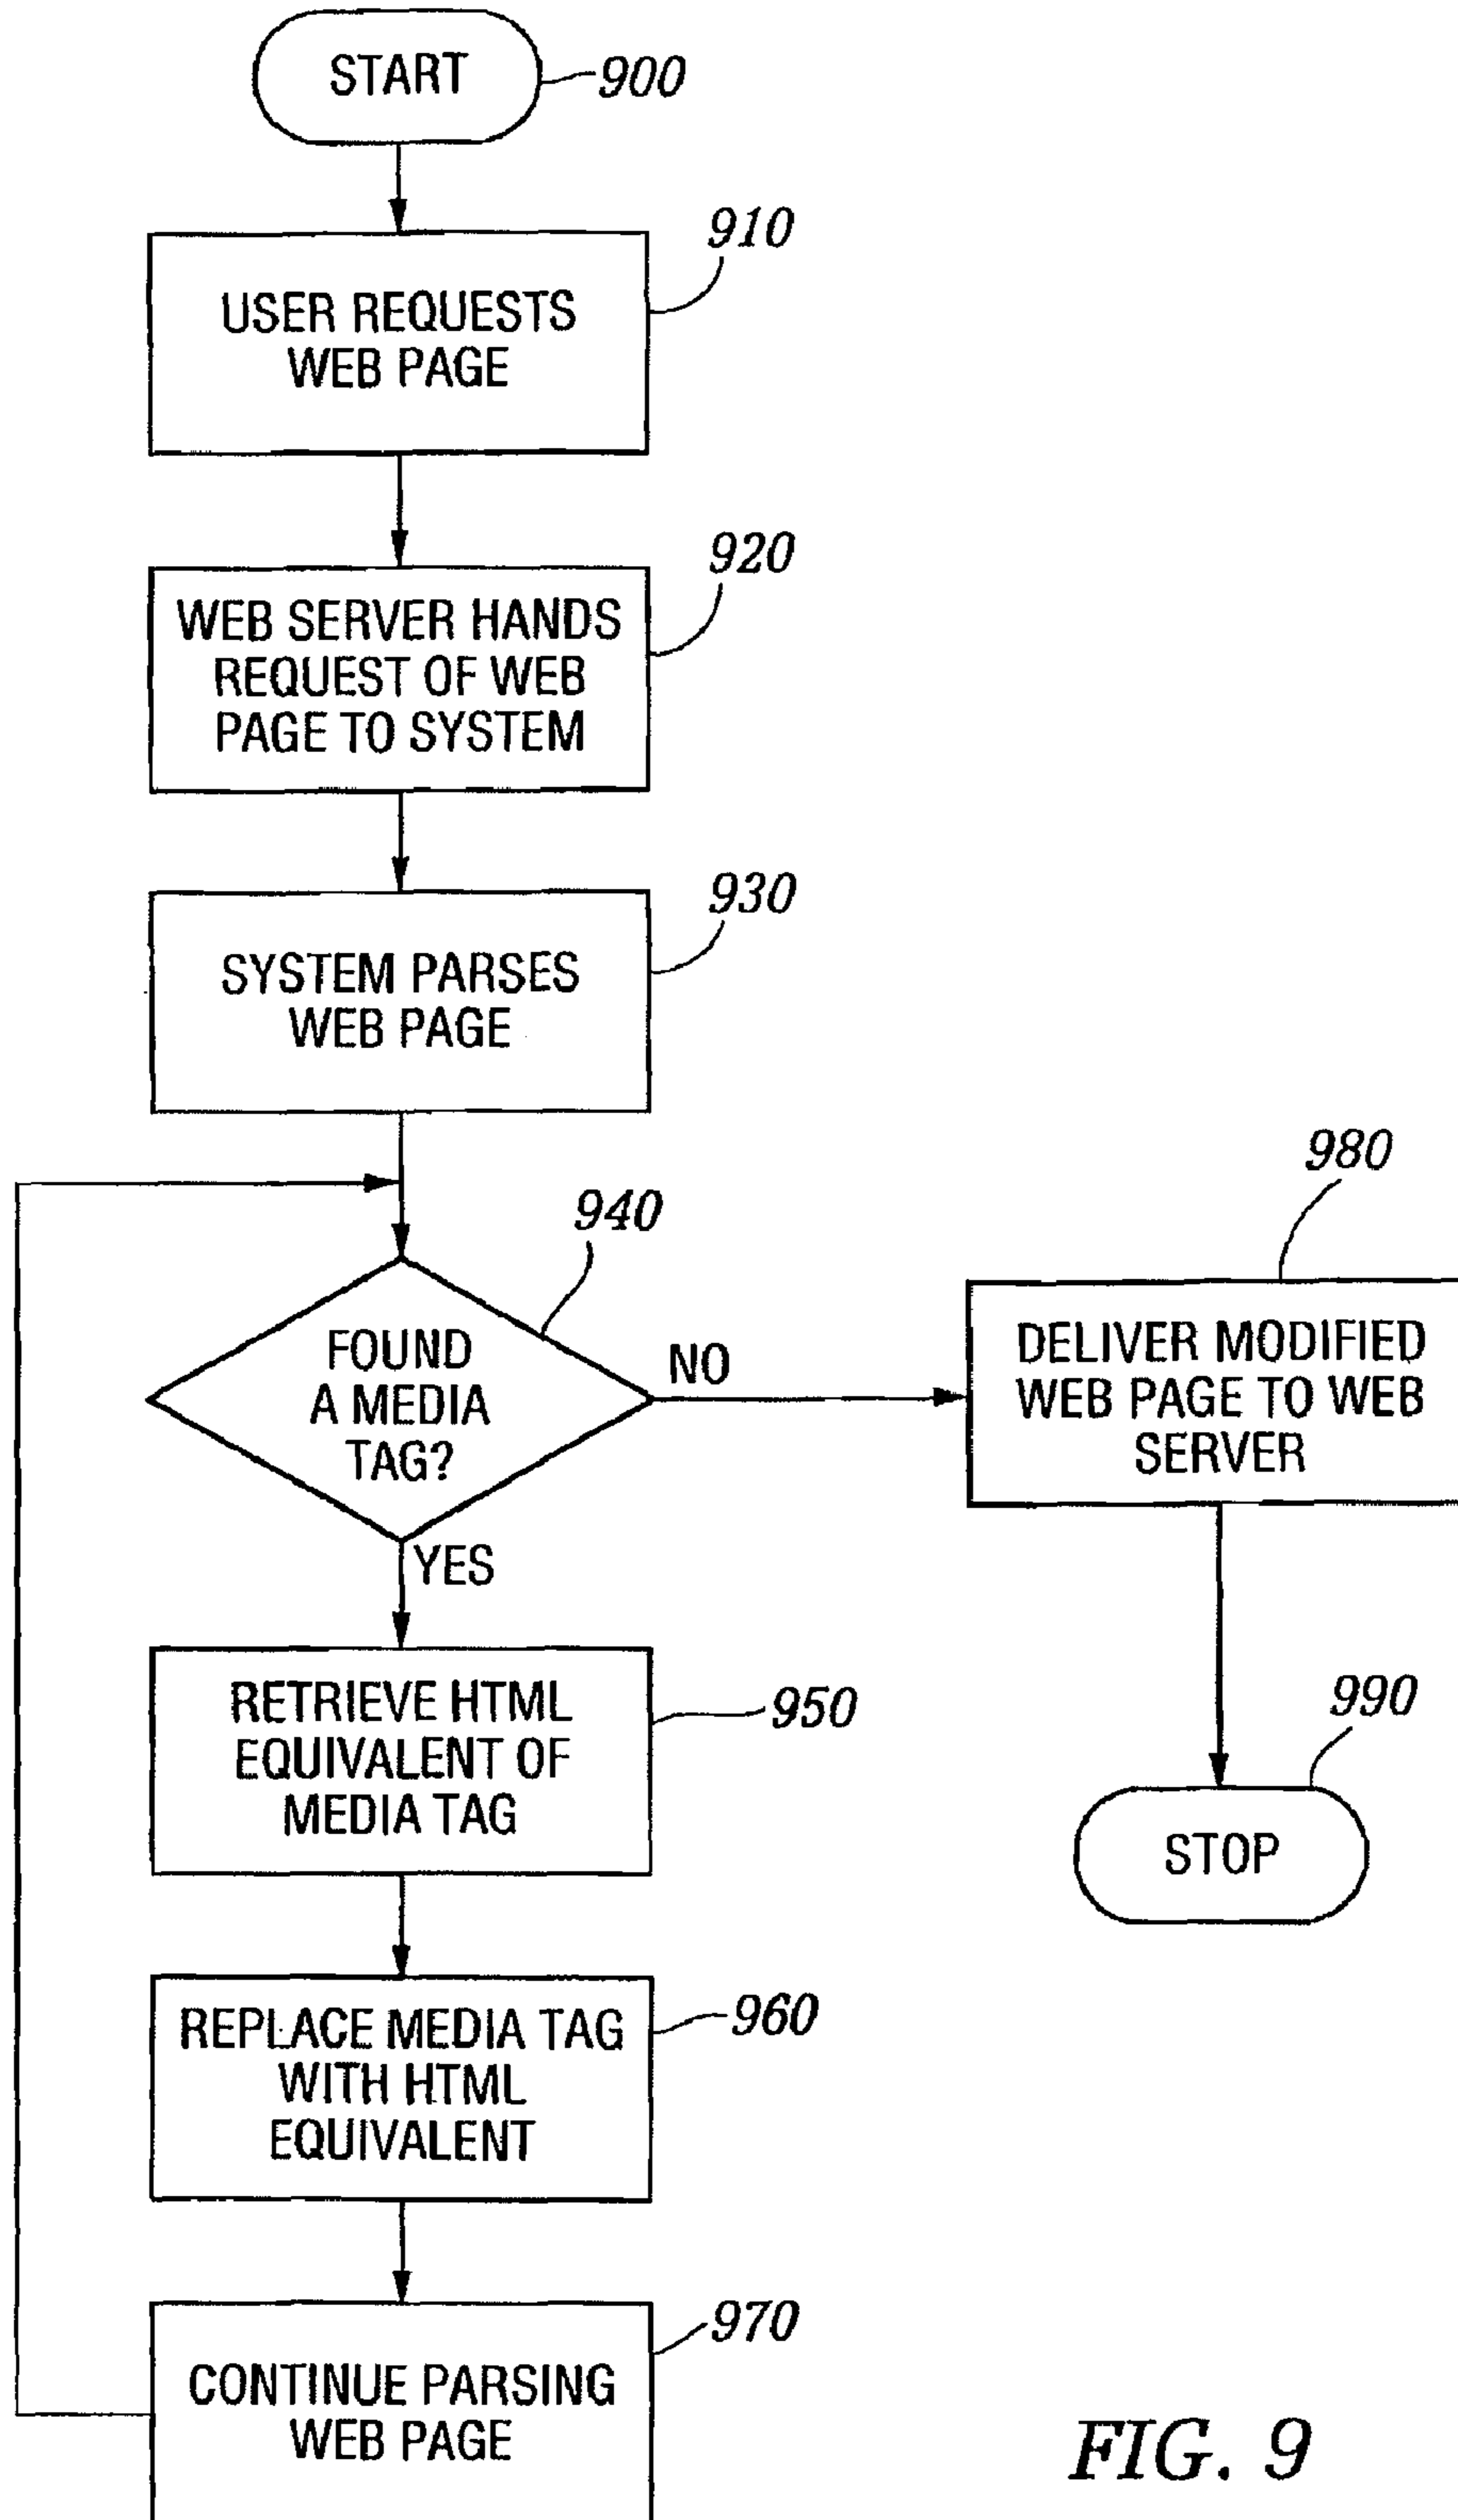 START
900
910
USER REQUESTS
WEB PAGE
920
WEB SERVER HANDS
REQUEST OF WEB
PAGE TO SYSTEM
930
SYSTEM PARSES
WEB PAGE
940
FOUND
A MEDIA
TAG?
NO
YES
980
DELIVER MODIFIED
WEB PAGE TO WEB
SERVER
990
STOP
RETRIEVE HTML
EQUIVALENT OF
MEDIA TAG
950
REPLACE MEDIA TAG
WITH HTML
EQUIVALENT
960
970
CONTINUE PARSING
WEB PAGE
FIG. 9